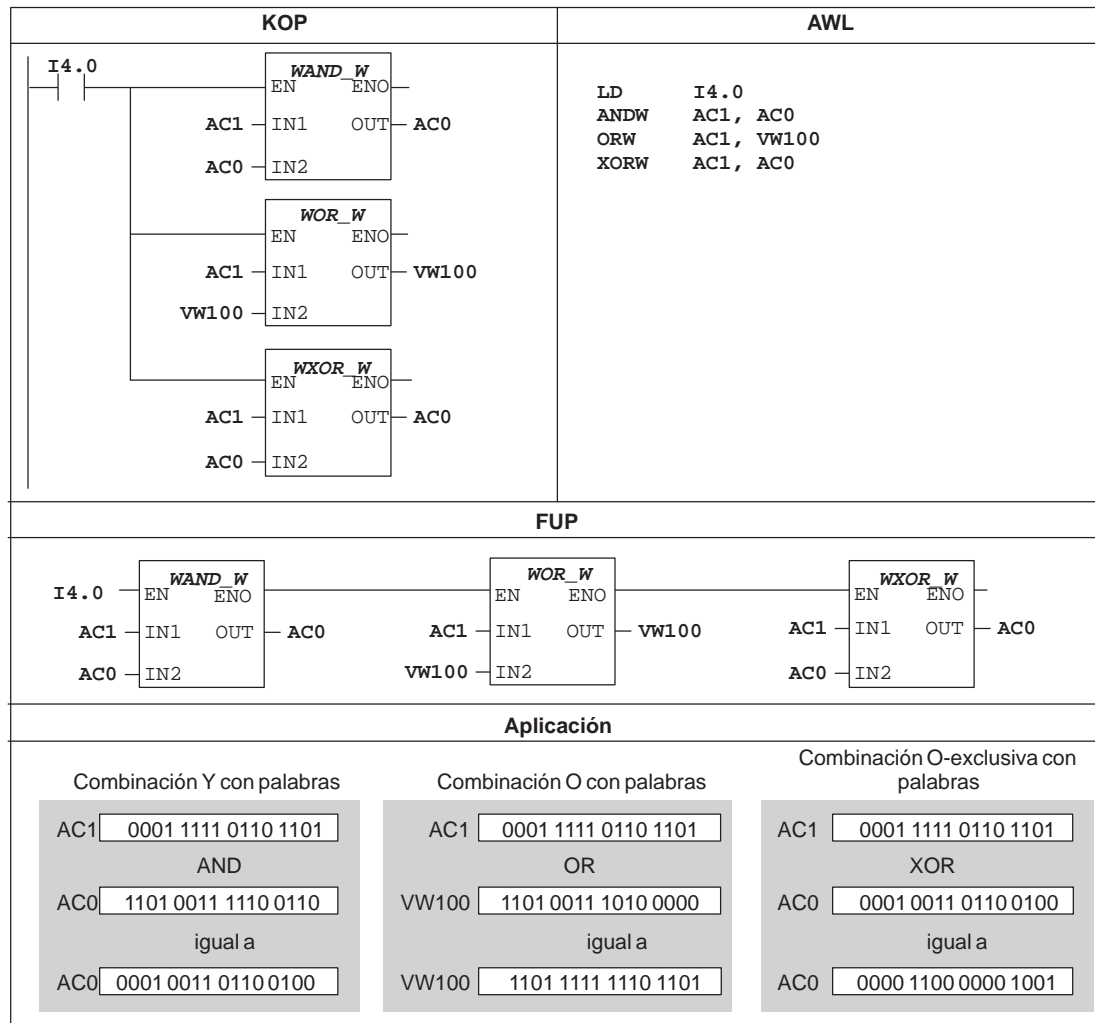 KOP
AWL
I4.0
WAND_W
EN ENO
AC1 IN1 OUT AC0
AC0 IN2
WOR_W
EN ENO
AC1 IN1 OUT VW100
VW100 IN2
WXOR_W
EN ENO
AC1 IN1 OUT AC0
AC0 IN2
LD I4.0
ANDW AC1, AC0
ORW AC1, VW100
XORW AC1, AC0
FUP
WAND_W
I4.0 EN ENO
AC1 IN1 OUT AC0
AC0 IN2
WOR_W
EN ENO
AC1 IN1 OUT VW100
VW100 IN2
WXOR_W
EN ENO
AC1 IN1 OUT AC0
AC0 IN2
Aplicación
Combinación Y con palabras
AC1 0001 1111 0110 1101
AND
AC0 1101 0011 1110 0110
igual a
AC0 0001 0011 0110 0100
Combinación O con palabras
AC1 0001 1111 0110 1101
OR
VW100 1101 0011 1010 0000
igual a
VW100 1101 1111 1110 1101
Combinación O-exclusiva con
palabras
AC1 0001 1111 0110 1101
XOR
AC0 0001 0011 0110 0100
igual a
AC0 0000 1100 0000 1001